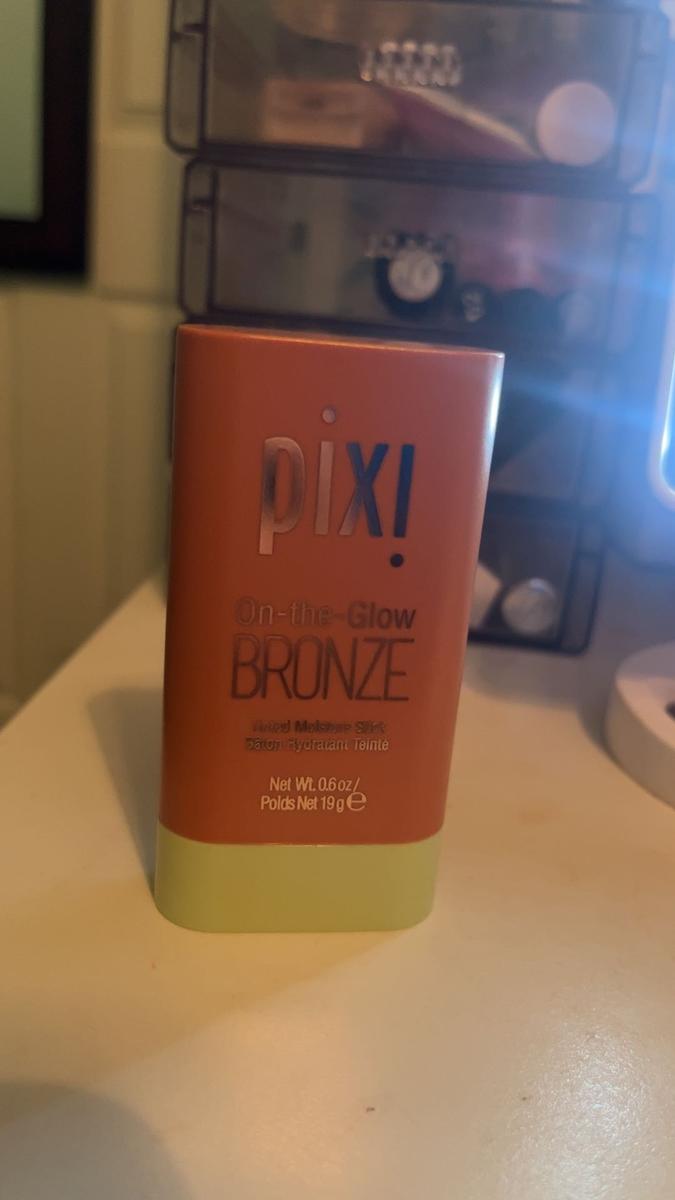 pixi
On-the-Glow
BRONZE
Tinted Moisture Stick
Bâton Hydratant Teinté
Net Wt. 0.6 oz/
Poids Net 19 g ℮